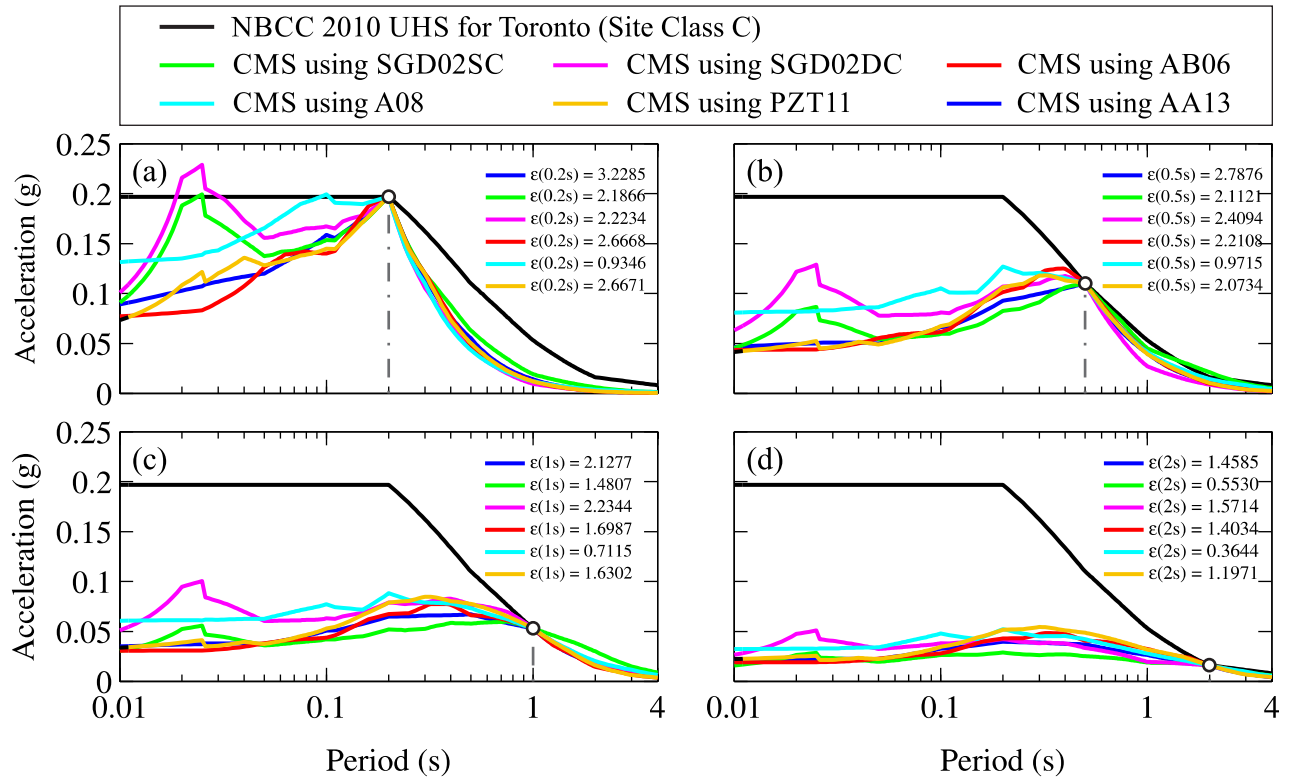 NBCC 2010 UHS for Toronto (Site Class C)
CMS using SGD02SC CMS using SGD02DC CMS using AB06
CMS using A08 CMS using PZT11 CMS using AA13
(a)
Acceleration (g)
0.25
0.2
0.15
0.1
0.05
0
ε(0.2s) = 3.2285
ε(0.2s) = 2.1866
ε(0.2s) = 2.2234
ε(0.2s) = 2.6668
ε(0.2s) = 0.9346
ε(0.2s) = 2.6671
(b)
ε(0.5s) = 2.7876
ε(0.5s) = 2.1121
ε(0.5s) = 2.4094
ε(0.5s) = 2.2108
ε(0.5s) = 0.9715
ε(0.5s) = 2.0734
(c)
Acceleration (g)
0.25
0.2
0.15
0.1
0.05
0
ε(1s) = 2.1277
ε(1s) = 1.4807
ε(1s) = 2.2344
ε(1s) = 1.6987
ε(1s) = 0.7115
ε(1s) = 1.6302
0.01 0.1 1 4
Period (s)
(d)
ε(2s) = 1.4585
ε(2s) = 0.5530
ε(2s) = 1.5714
ε(2s) = 1.4034
ε(2s) = 0.3644
ε(2s) = 1.1971
0.01 0.1 1 4
Period (s)